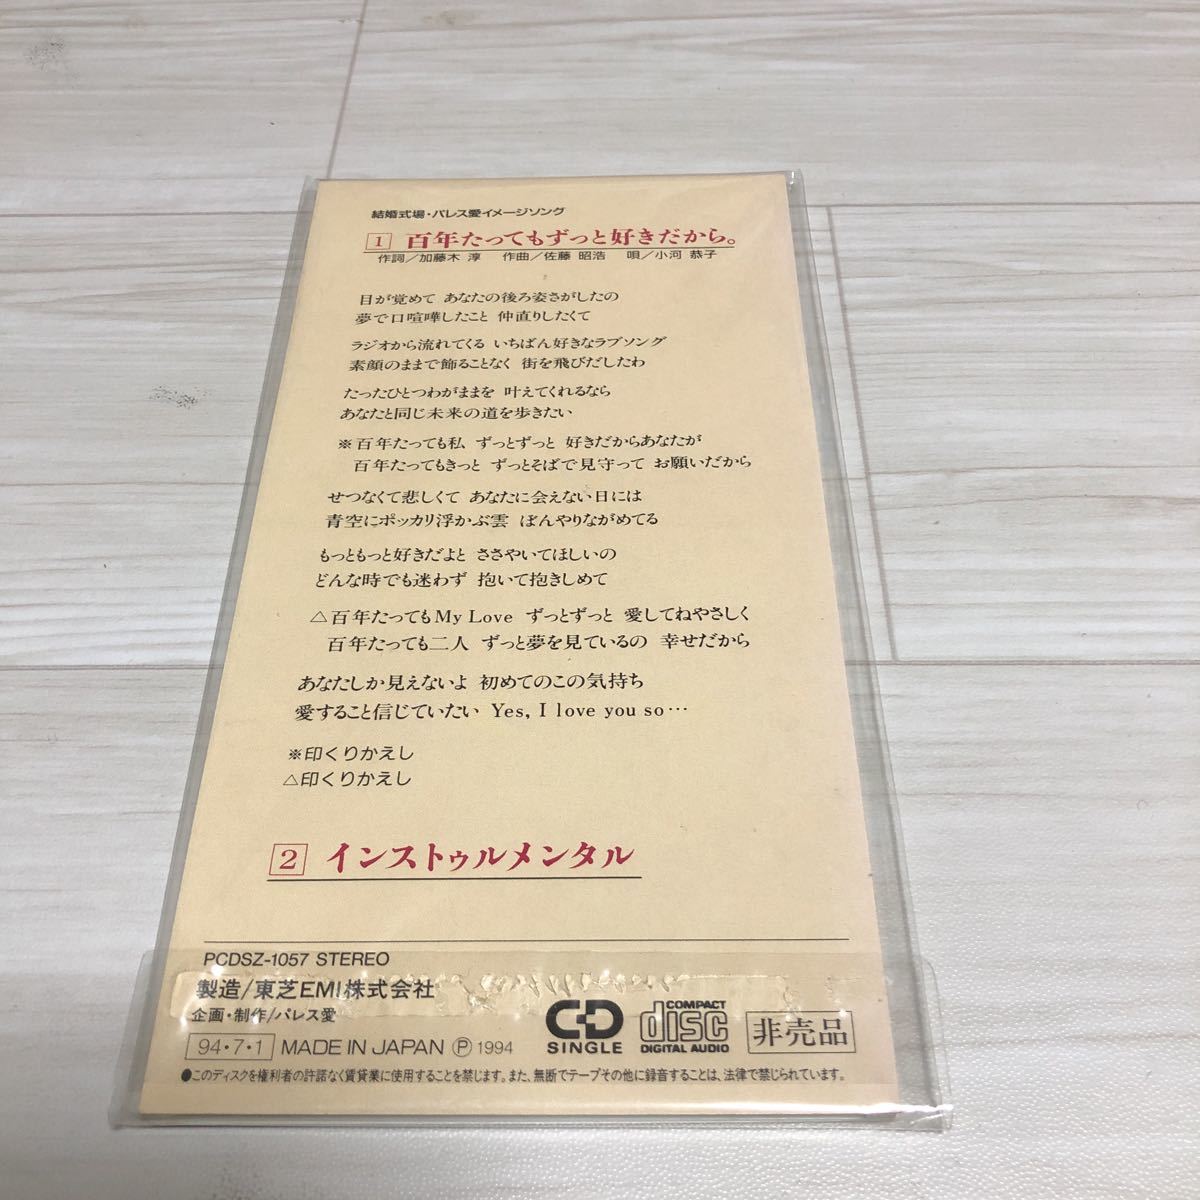 結婚式場・パレス愛イメージソング
1 百年たってもずっと好きだから。
作詞/加藤木 淳 作曲/佐藤 昭浩 唄/小河 恭子
目が覚めて あなたの後ろ姿さがしたの
夢で口喧嘩したこと 仲直りしたくて
ラジオから流れてくる いちばん好きなラブソング
素顔のままで飾ることなく 街を飛びだしたわ
たったひとつわがままを 叶えてくれるなら
あなたと同じ未来の道を歩きたい
※百年たっても私 ずっとずっと 好きだからあなたが
百年たってもきっと ずっとそばで見守って お願いだから
せつなくて悲しくて あなたに会えない日には
青空にポッカリ浮かぶ雲 ぼんやりながめてる
もっともっと好きだよと ささやいてほしいの
どんな時でも迷わず 抱いて抱きしめて
△百年たってもMy Love ずっとずっと 愛してねやさしく
百年たっても二人 ずっと夢を見ているの 幸せだから
あなたしか見えないよ 初めてのこの気持ち
愛すること信じていたい Yes, I love you so…
※印くりかえし
△印くりかえし
2 インストゥルメンタル
PCDSZ-1057 STEREO
製造/東芝EMI株式会社
企画・制作/パレス愛
94・7・1 MADE IN JAPAN Ⓟ 1994
CD SINGLE
COMPACT disc DIGITAL AUDIO
非売品
●このディスクを権利者の許諾なく賃貸業に使用することを禁じます。また、無断でテープその他に録音することは、法律で禁じられています。